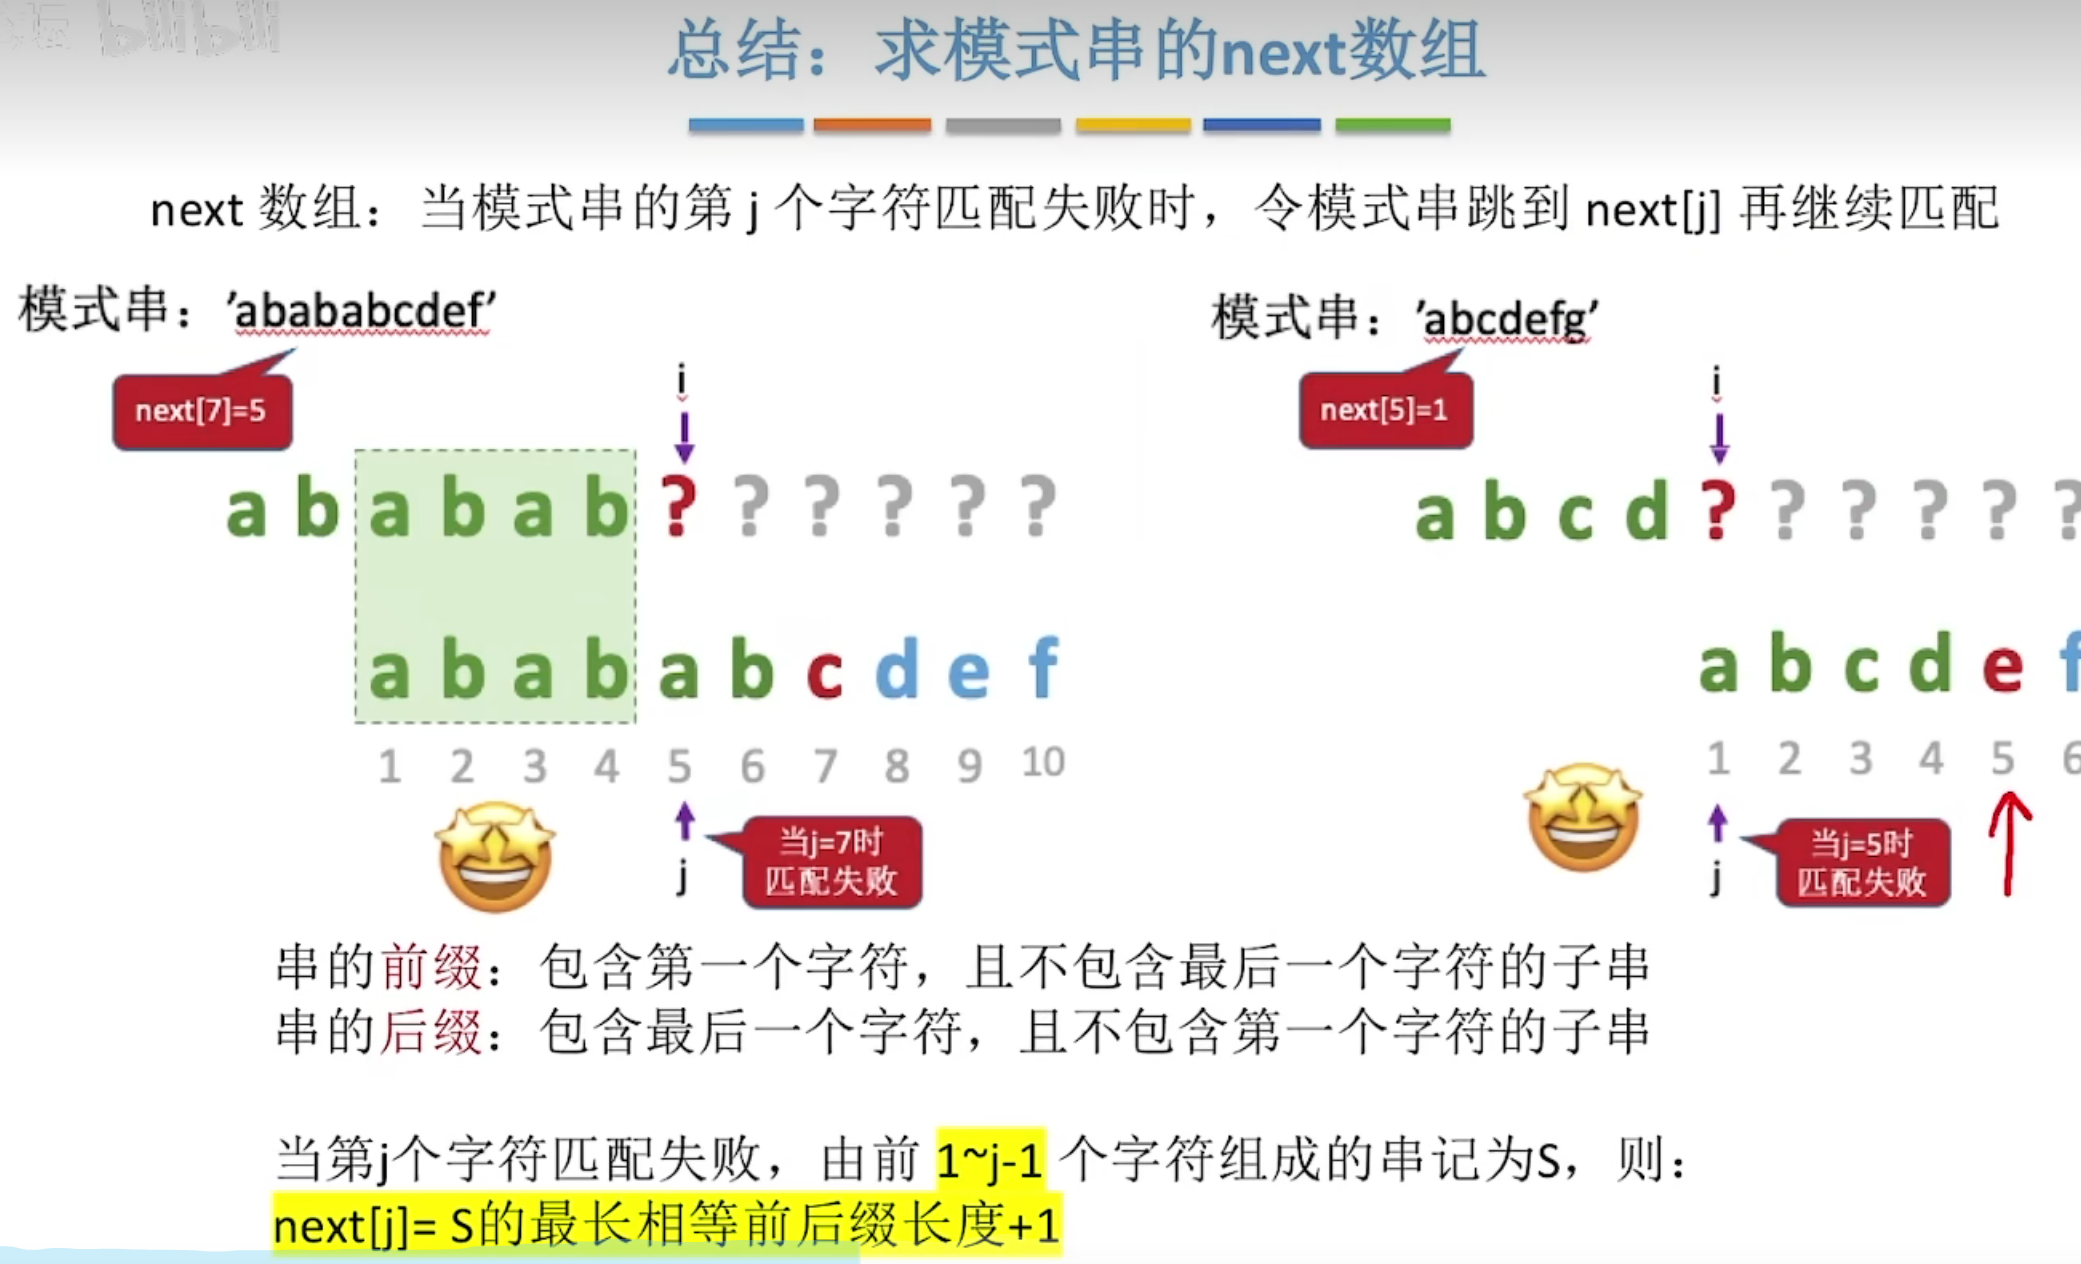 bilibili
总结：求模式串的next数组
next 数组：当模式串的第 j 个字符匹配失败时，令模式串跳到 next[j] 再继续匹配
模式串：’abababcdef’
next[7]=5
i
a b a b a b ? ? ? ? ? ?
a b a b a b c d e f
1 2 3 4 5 6 7 8 9 10
j
当j=7时
匹配失败
模式串：’abcdefg’
next[5]=1
i
a b c d ? ? ? ? ? ?
a b c d e f
1 2 3 4 5 6
j
当j=5时
匹配失败
串的前缀：包含第一个字符，且不包含最后一个字符的子串
串的后缀：包含最后一个字符，且不包含第一个字符的子串
当第j个字符匹配失败，由前 1~j-1 个字符组成的串记为S，则：
next[j]= S的最长相等前后缀长度+1